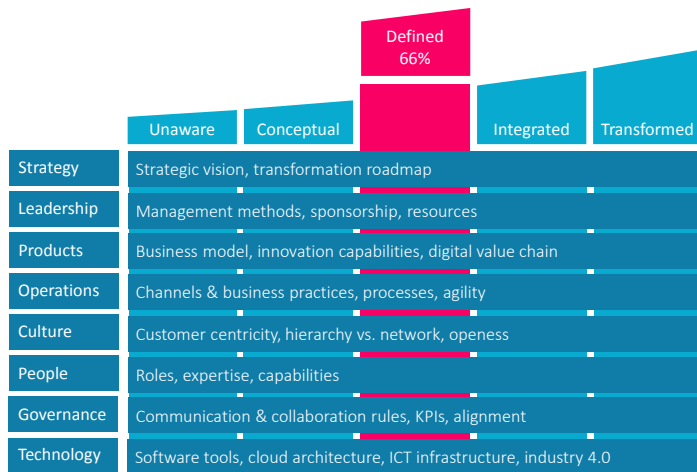 Defined
66%
Unaware
Conceptual
Integrated
Transformed
Strategy
Strategic vision, transformation roadmap
Leadership
Management methods, sponsorship, resources
Products
Business model, innovation capabilities, digital value chain
Operations
Channels & business practices, processes, agility
Culture
Customer centricity, hierarchy vs. network, openess
People
Roles, expertise, capabilities
Governance
Communication & collaboration rules, KPIs, alignment
Technology
Software tools, cloud architecture, ICT infrastructure, industry 4.0